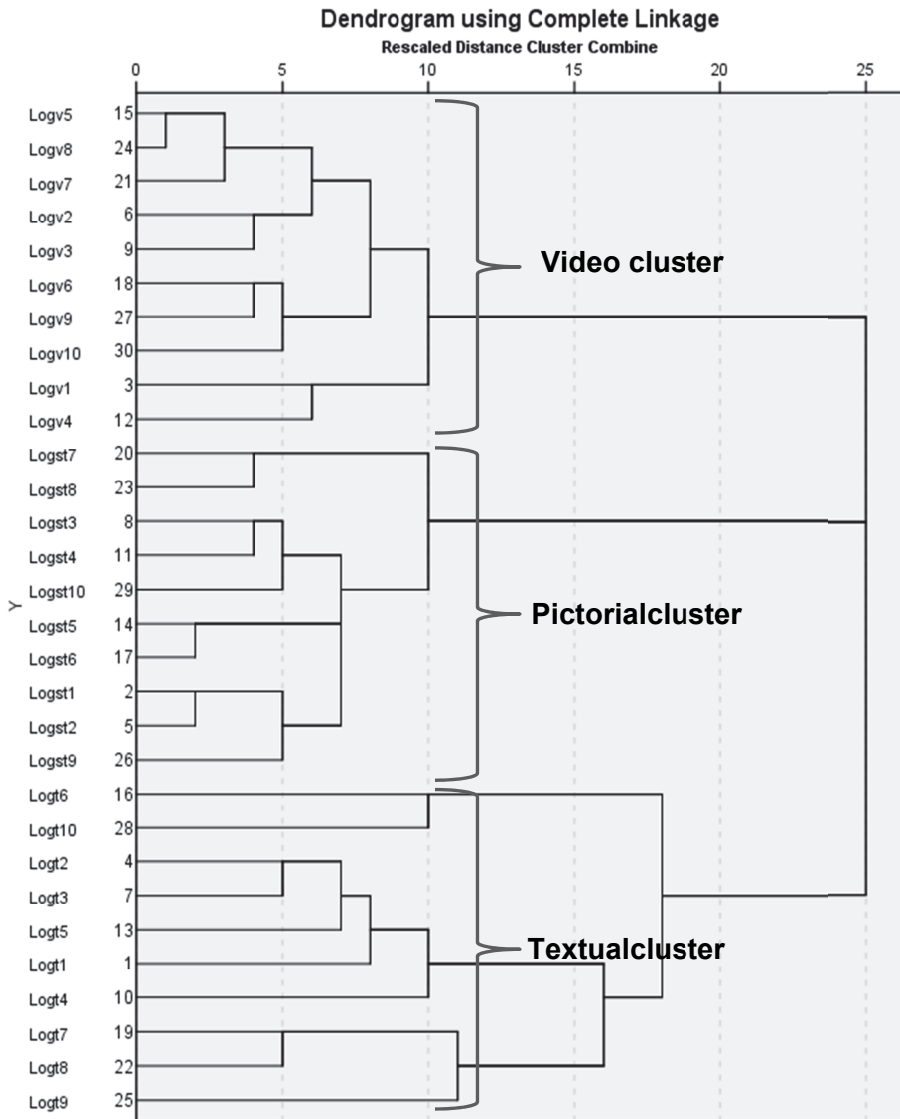 Dendrogram using Complete Linkage
Rescaled Distance Cluster Combine
0 5 10 15 20 25
Logv5 15
Logv8 24
Logv7 21
Logv2 6
Logv3 9
Logv6 18
Logv9 27
Logv10 30
Logv1 3
Logv4 12
Logst7 20
Logst8 23
Logst3 8
Logst4 11
Logst10 29
Logst5 14
Logst6 17
Logst1 2
Logst2 5
Logst9 26
Logt6 16
Logt10 28
Logt2 4
Logt3 7
Logt5 13
Logt1 1
Logt4 10
Logt7 19
Logt8 22
Logt9 25
Y
Video cluster
Pictorialcluster
Textualcluster